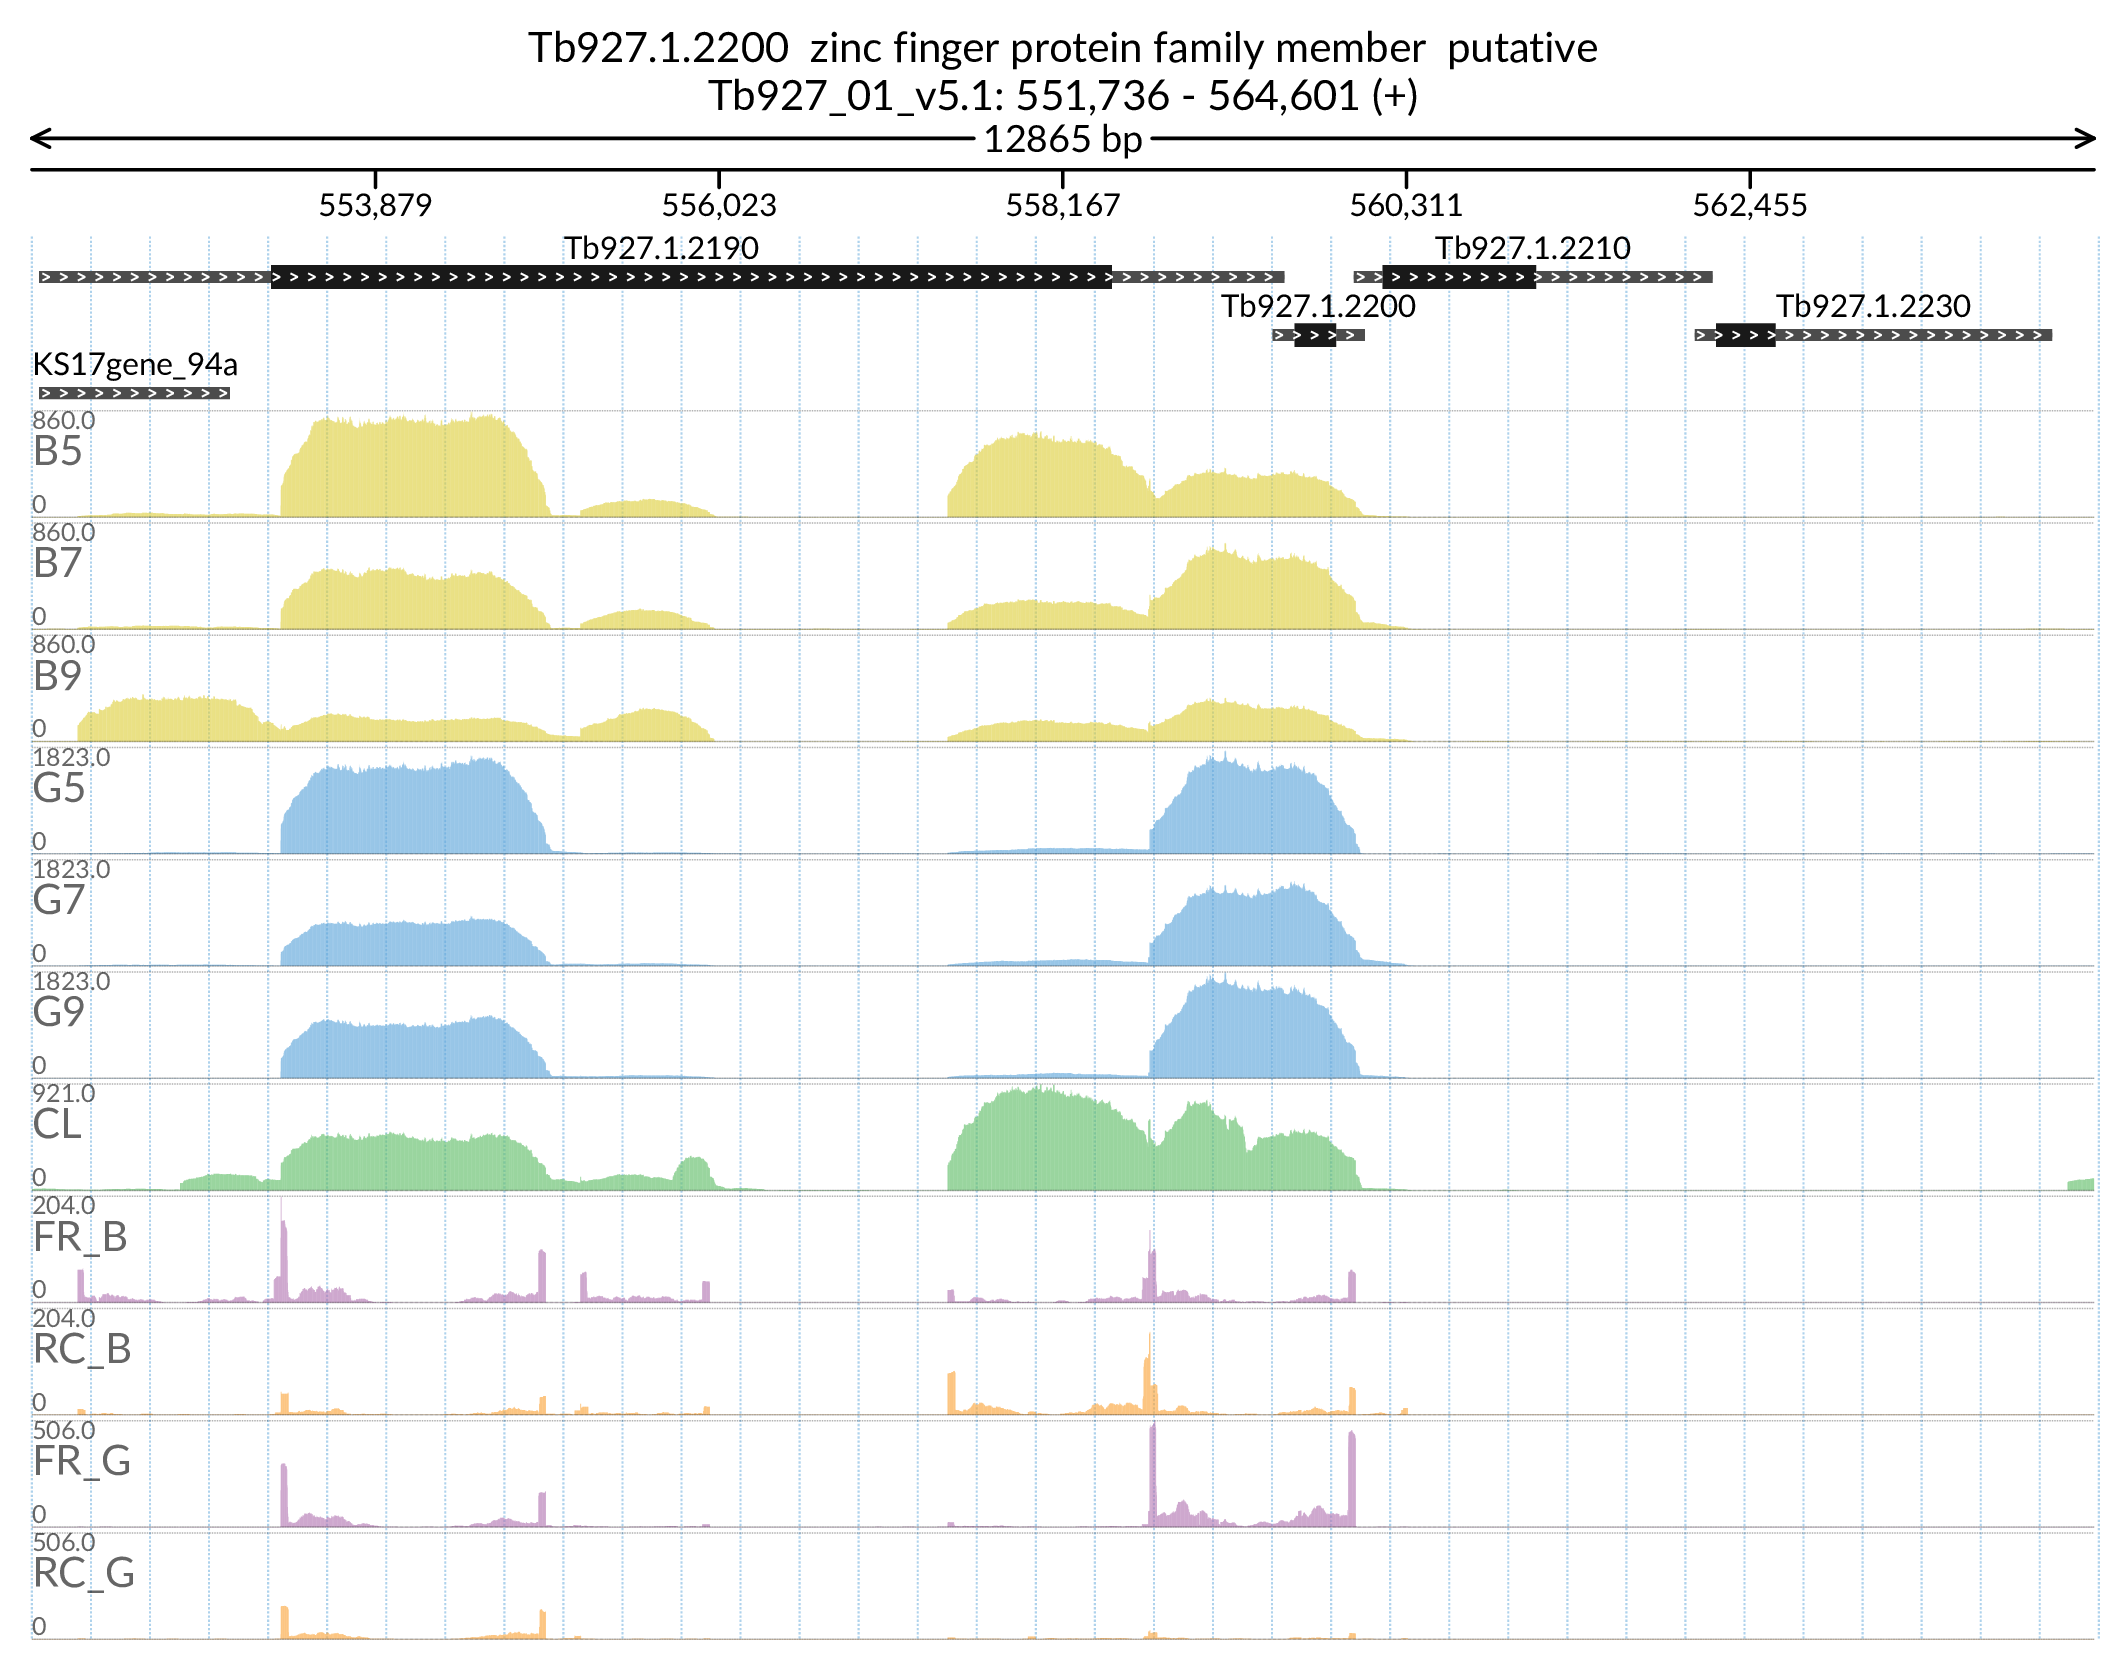 Tb927.1.2200 zinc finger protein family member putative
Tb927_01_v5.1: 551,736 - 564,601 (+)
12865 bp
553,879 556,023 558,167 560,311 562,455
Tb927.1.2190 Tb927.1.2210
Tb927.1.2200 Tb927.1.2230
KS17gene_94a
860.0
B5
0
860.0
B7
0
860.0
B9
0
1823.0
G5
0
1823.0
G7
0
1823.0
G9
0
921.0
CL
0
204.0
FR_B
0
204.0
RC_B
0
506.0
FR_G
0
506.0
RC_G
0